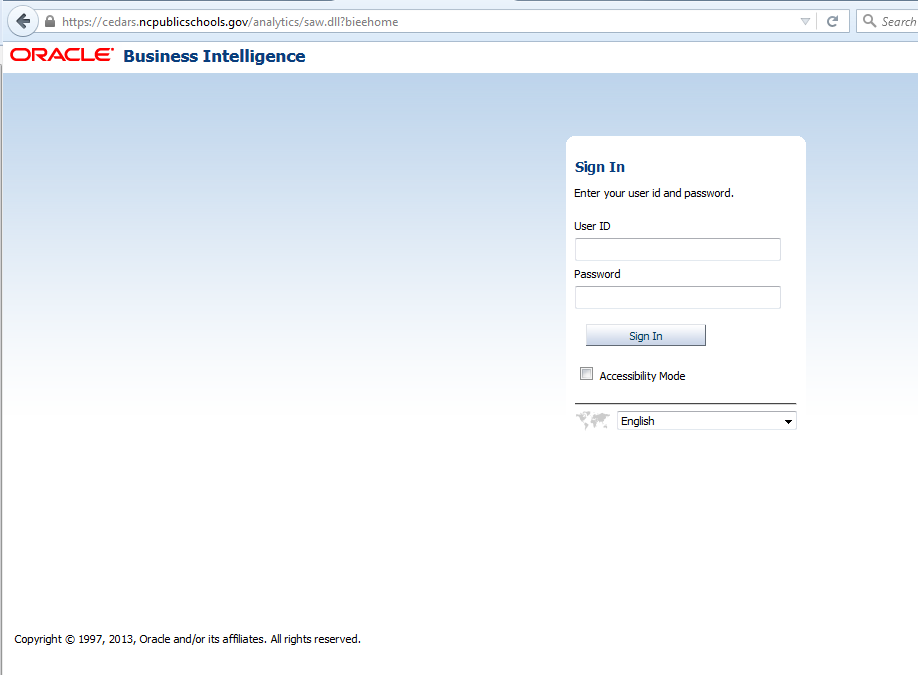 https://cedars.ncpublicschools.gov/analytics/saw.dll?bieehome
Search
ORACLE Business Intelligence
Sign In
Enter your user id and password.
User ID
Password
Sign In
Accessibility Mode
English
Copyright © 1997, 2013, Oracle and/or its affiliates. All rights reserved.